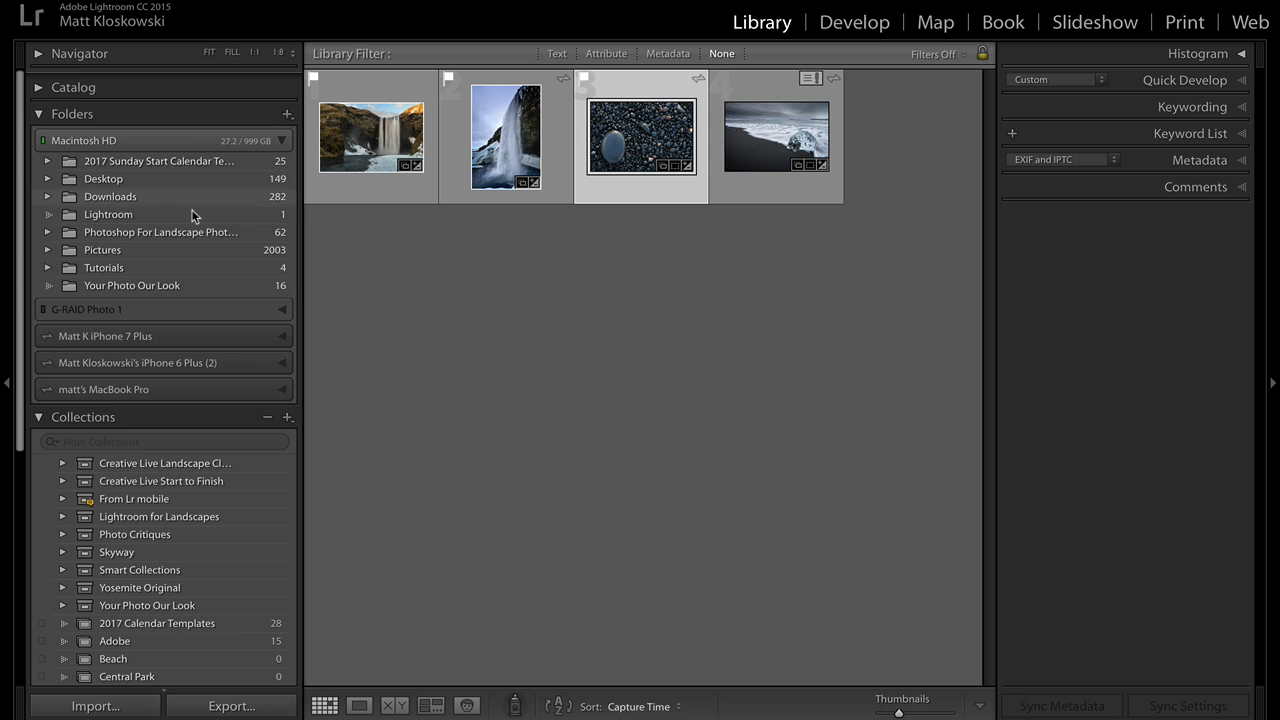 Lr Adobe Lightroom CC 2015
Matt Kloskowski
Library | Develop | Map | Book | Slideshow | Print | Web
Navigator FIT FILL 1:1 1:8
Catalog
Folders +
Macintosh HD 27.2 / 999 GB
2017 Sunday Start Calendar Te... 25
Desktop 149
Downloads 282
Lightroom 1
Photoshop For Landscape Phot... 62
Pictures 2003
Tutorials 4
Your Photo Our Look 16
G-RAID Photo 1
Matt K iPhone 7 Plus
Matt Kloskowski's iPhone 6 Plus (2)
matt's MacBook Pro
Collections − +
Filter Collections
Creative Live Landscape Cl...
Creative Live Start to Finish
From Lr mobile
Lightroom for Landscapes
Photo Critiques
Skyway
Smart Collections
Yosemite Original
Your Photo Our Look
2017 Calendar Templates 28
Adobe 15
Beach 0
Central Park 0
Import... Export...
Library Filter : Text | Attribute | Metadata | None Filters Off
1 2 3 4
X Y
Sort: Capture Time
Thumbnails
Histogram
Custom Quick Develop
Keywording
+ Keyword List
EXIF and IPTC Metadata
Comments
Sync Metadata Sync Settings